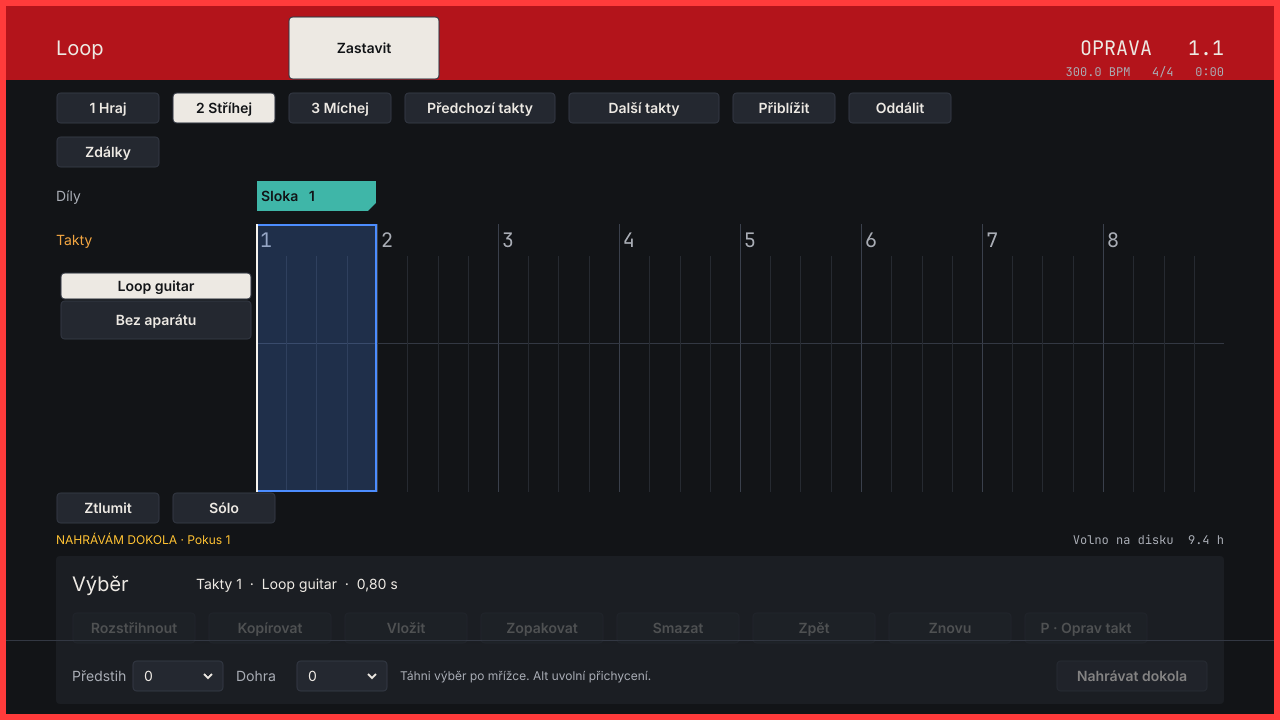 Loop Zastavit OPRAVA 1.1
300.0 BPM 4/4 0:00
1 Hraj 2 Stříhej 3 Míchej Předchozí takty Další takty Přiblížit Oddálit
Zdálky
Díly Sloka 1
Takty 1 2 3 4 5 6 7 8
Loop guitar
Bez aparátu
Ztlumit Sólo
NAHRÁVÁM DOKOLA · Pokus 1 Volno na disku 9.4 h
Výběr Takty 1 · Loop guitar · 0,80 s
Rozstřihnout Kopírovat Vložit Zopakovat Smazat Zpět Znovu P · Oprav takt
Předstih 0 Dohra 0 Táhni výběr po mřížce. Alt uvolní přichycení. Nahrávat dokola